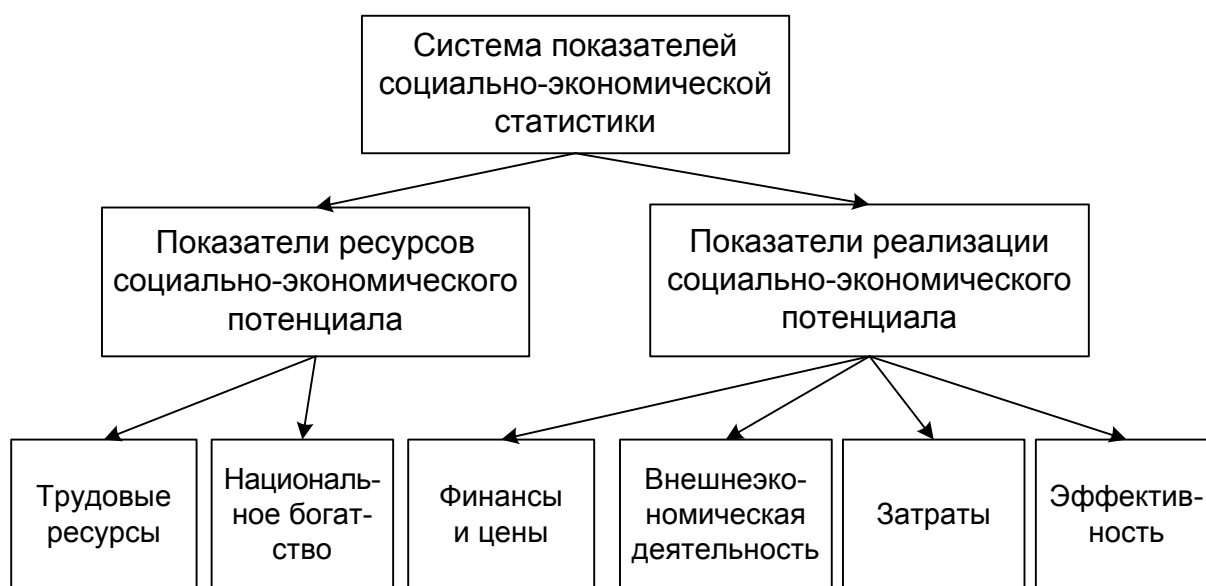 Система показателей
социально-экономической
статистики
Показатели ресурсов
социально-экономического
потенциала
Показатели реализации
социально-экономического
потенциала
Трудовые
ресурсы
Националь-
ное богат-
ство
Финансы
и цены
Внешнеэко-
номическая
деятельность
Затраты
Эффектив-
ность